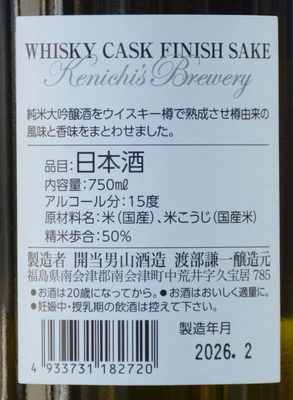 WHISKY CASK FINISH SAKE
Kenichi's Brewery
純米大吟醸酒をウイスキー樽で熟成させ樽由来の
風味と香味をまとわせました。
品目：日本酒
内容量：750mℓ
アルコール分：15度
原材料名：米（国産）、米こうじ（国産米）
精米歩合：50%
製造者 開当男山酒造 渡部謙一醸造元
福島県南会津郡南会津町中荒井字久宝居785
●お酒は20歳になってから。●お酒はおいしく適量に。
●妊娠中・授乳期の飲酒は控えて下さい。
製造年月
2026. 2
4 933731 182720